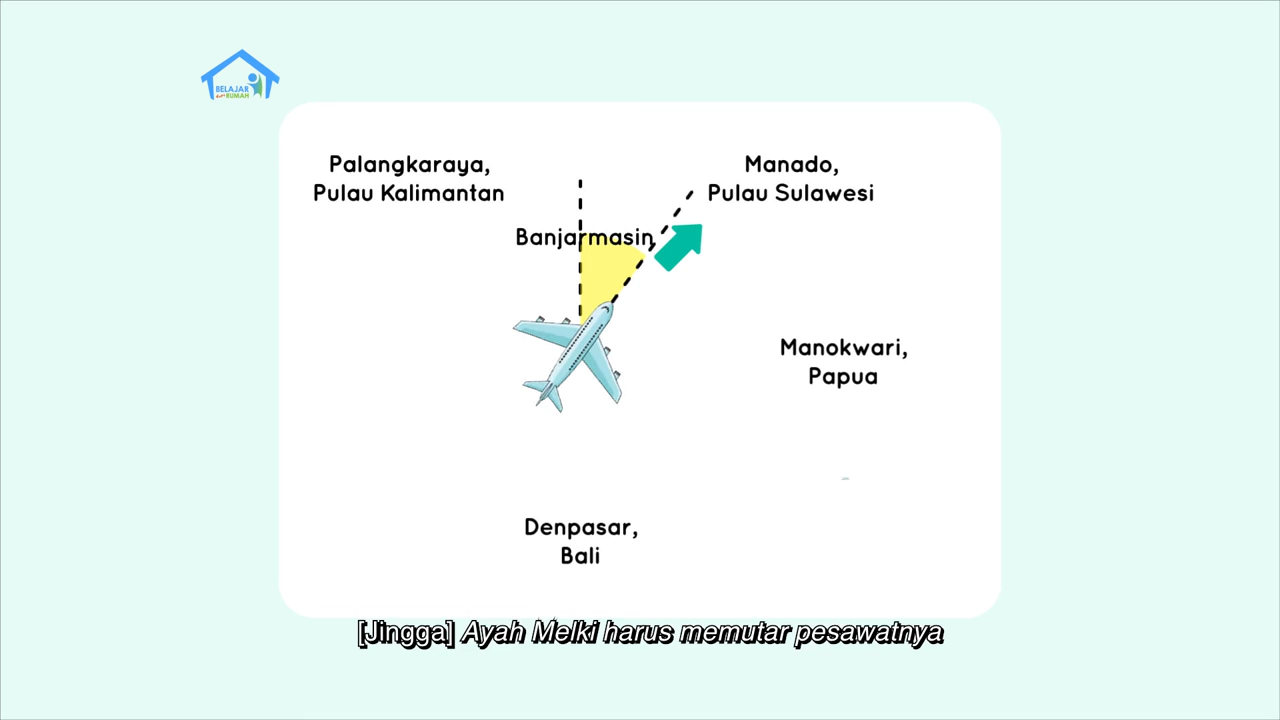 BELAJAR
dari RUMAH
Palangkaraya,
Pulau Kalimantan
Manado,
Pulau Sulawesi
Banjarmasin
Manokwari,
Papua
Denpasar,
Bali
[Jingga] Ayah Melki harus memutar pesawatnya